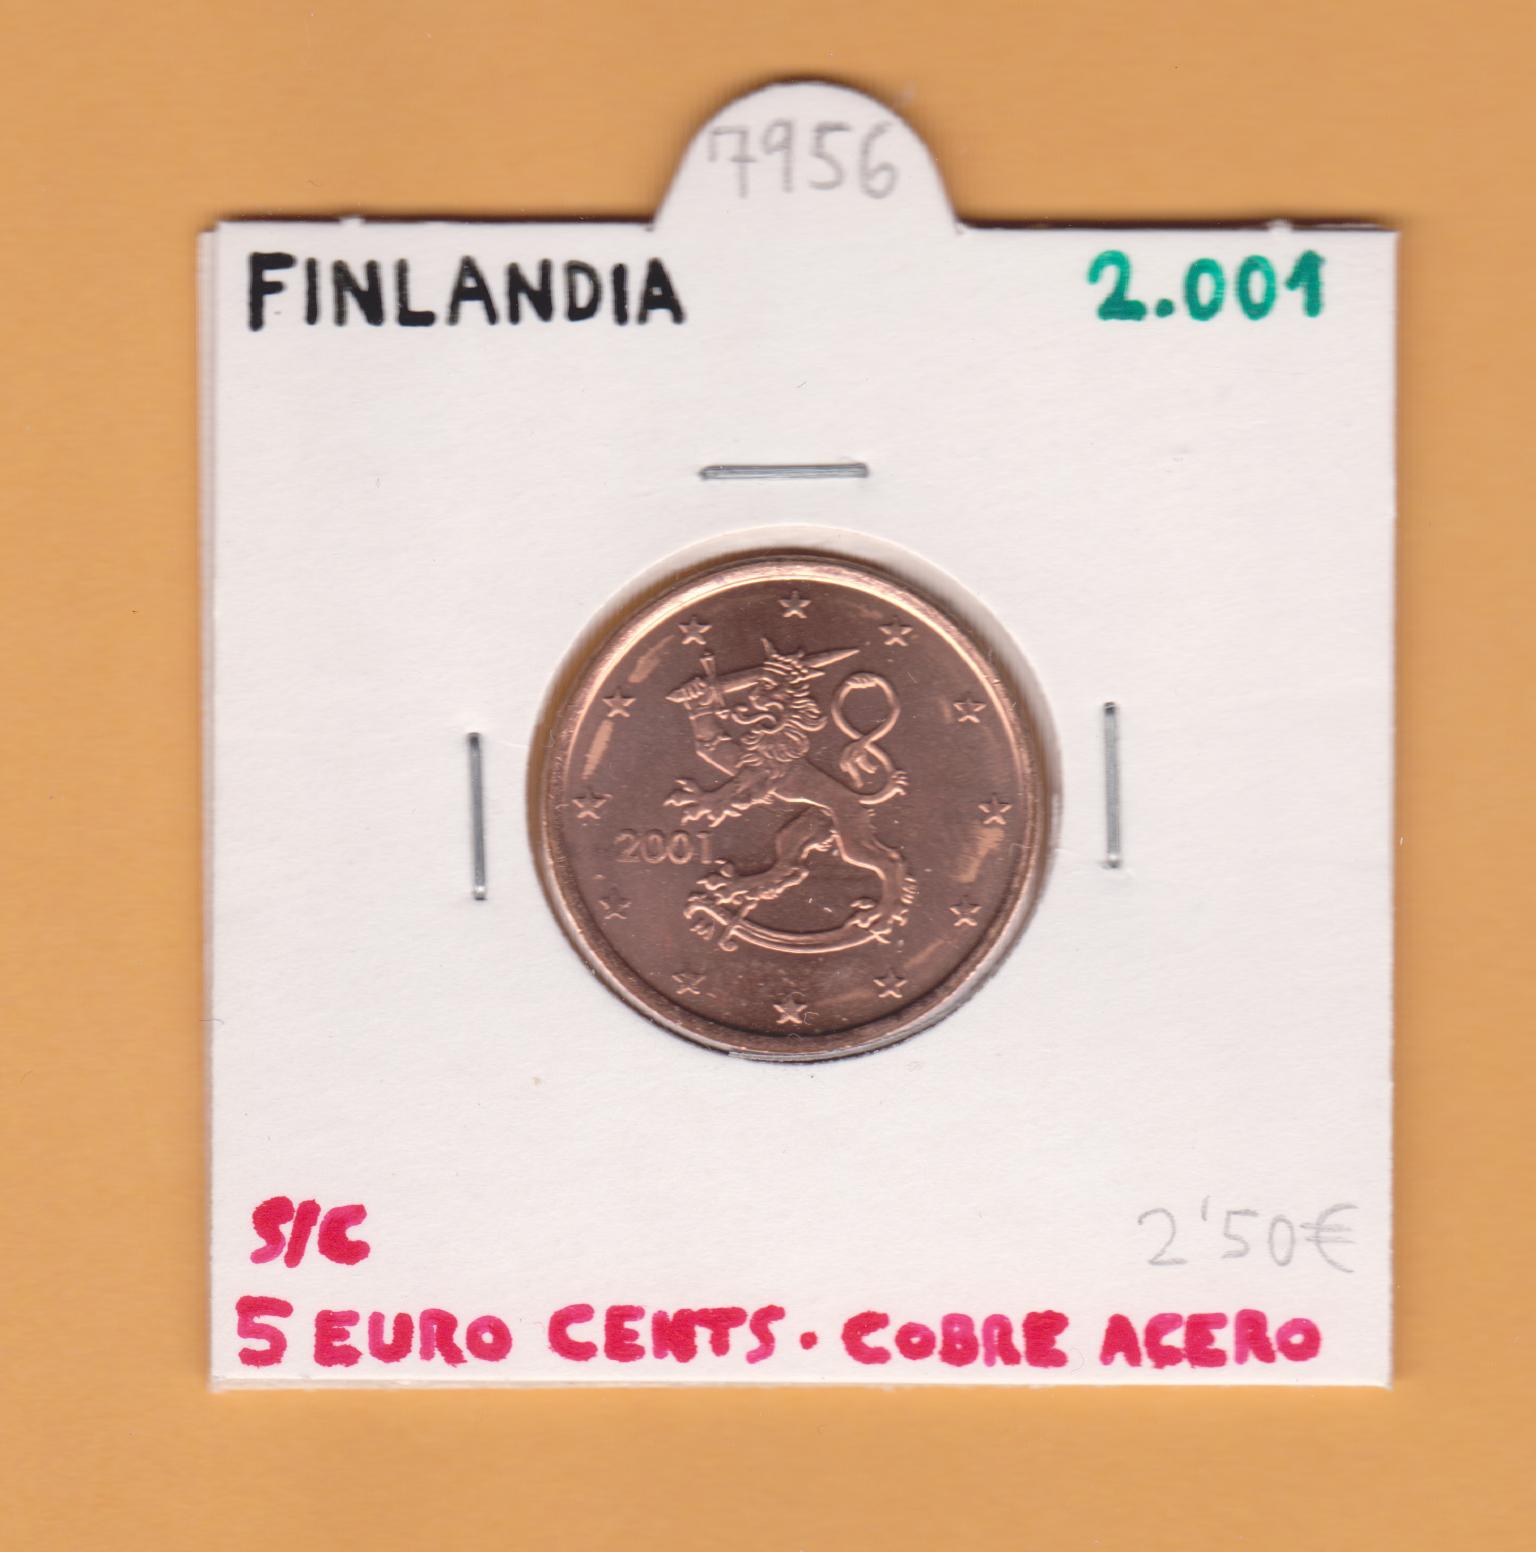 7956
FINLANDIA 2.001
2001
M
S/C
2'50€
5 EURO CENTS. COBRE ACERO